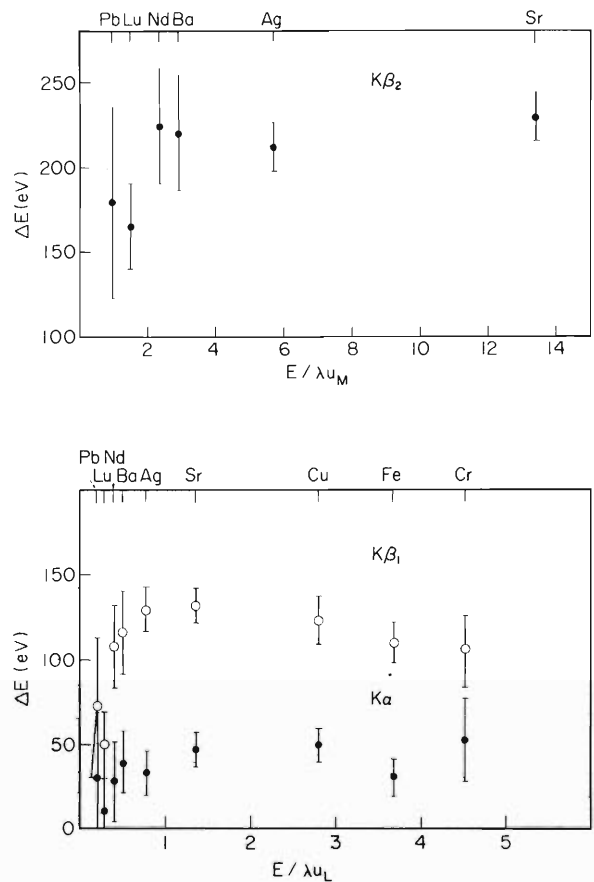 Pb Lu Nd Ba Ag Sr
Kβ₂
250
200
150
100
ΔE (eV)
2 4 6 8 10 12 14
E / λu_M
Pb Nd
Lu Ba Ag Sr Cu Fe Cr
Kβ₁
150
100
50
0
ΔE (eV)
Kα
1 2 3 4 5
E / λu_L